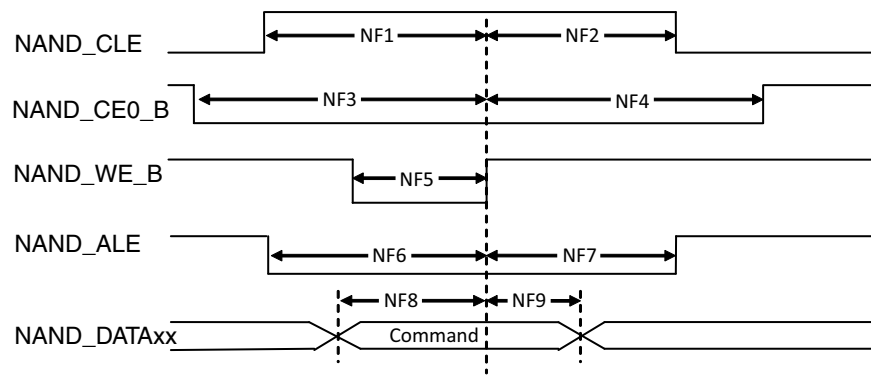 NAND_CLE
NF1
NF2
NAND_CE0_B
NF3
NF4
NAND_WE_B
NF5
NAND_ALE
NF6
NF7
NF8
NF9
NAND_DATAxx
Command